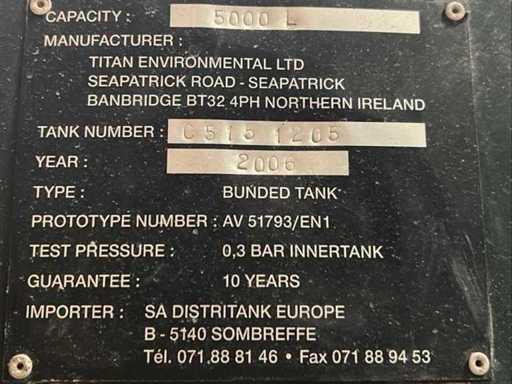 CAPACITY : 5000 L
MANUFACTURER :
TITAN ENVIRONMENTAL LTD
SEAPATRICK ROAD - SEAPATRICK
BANBRIDGE BT32 4PH NORTHERN IRELAND
TANK NUMBER : C515 1205
YEAR : 2006
TYPE : BUNDED TANK
PROTOTYPE NUMBER : AV 51793/EN1
TEST PRESSURE : 0,3 BAR INNERTANK
GUARANTEE : 10 YEARS
IMPORTER : SA DISTRITANK EUROPE
B - 5140 SOMBREFFE
Tél. 071 88 81 46 • Fax 071 88 94 53